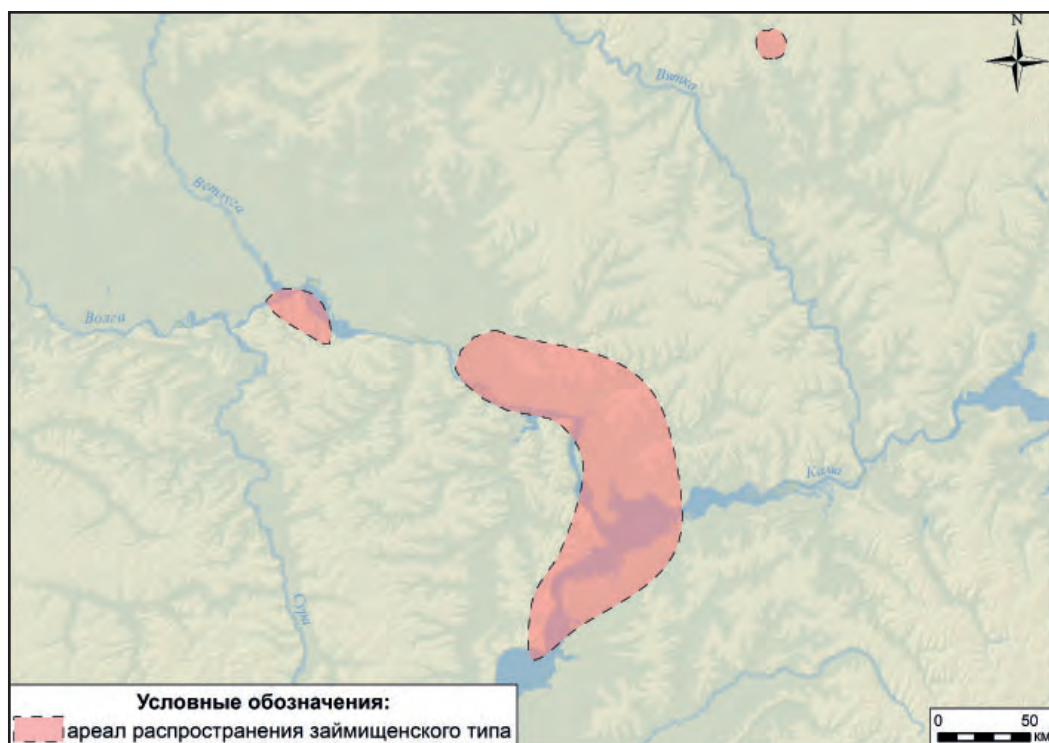 N
Вятка
Ветлуга
Волга
Кама
Сура
Условные обозначения:
ареал распространения займищенского типа
0 50
км